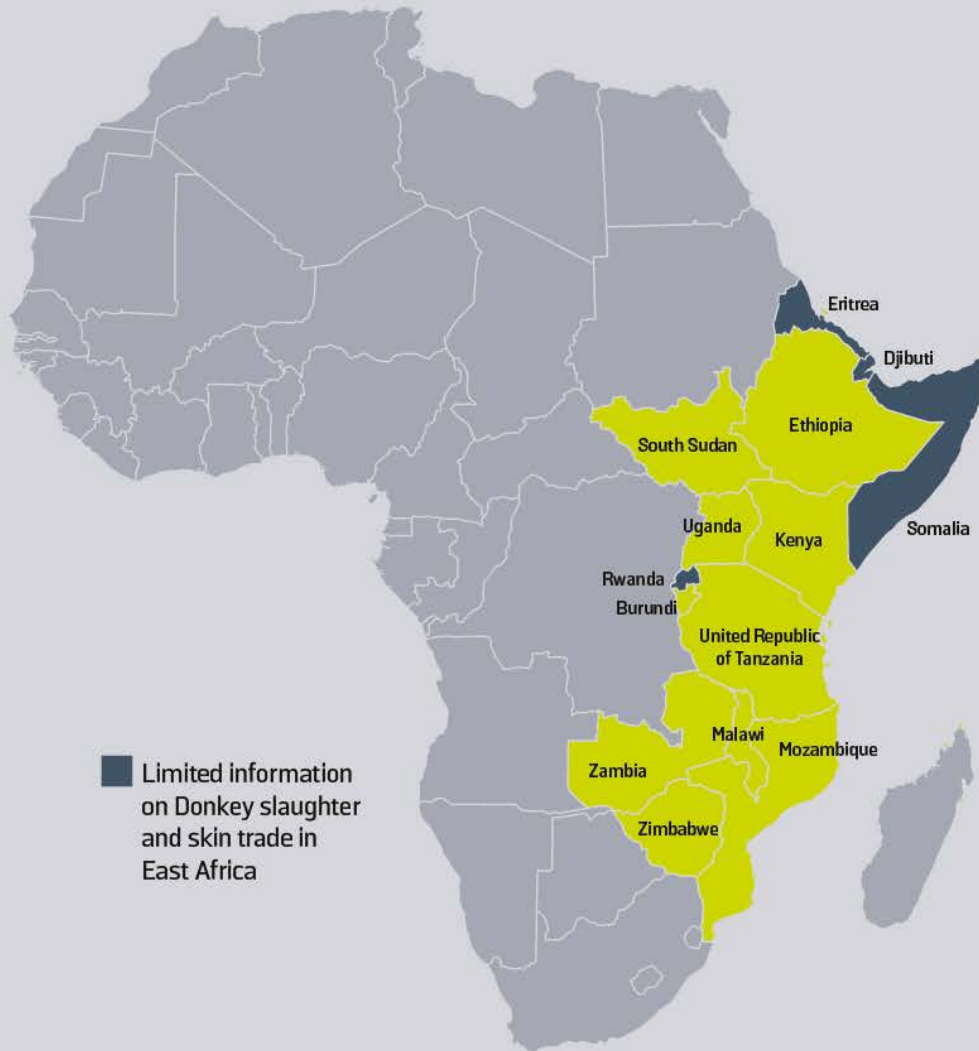 Eritrea
Djibuti
Ethiopia
South Sudan
Somalia
Uganda
Kenya
Rwanda
Burundi
United Republic
of Tanzania
Malawi
Mozambique
Zambia
Zimbabwe
Limited information
on Donkey slaughter
and skin trade in
East Africa